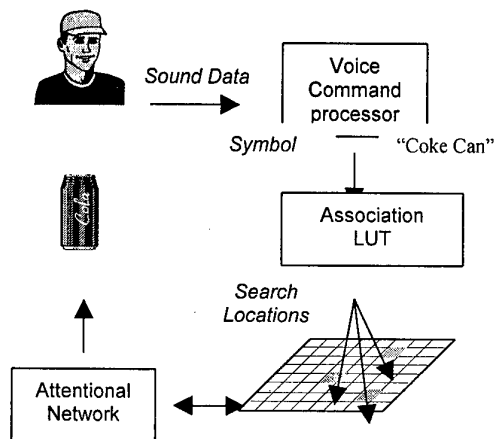 Sound Data
Voice
Command
processor
Symbol
“Coke Can”
Cola
Association
LUT
Search
Locations
Attentional
Network